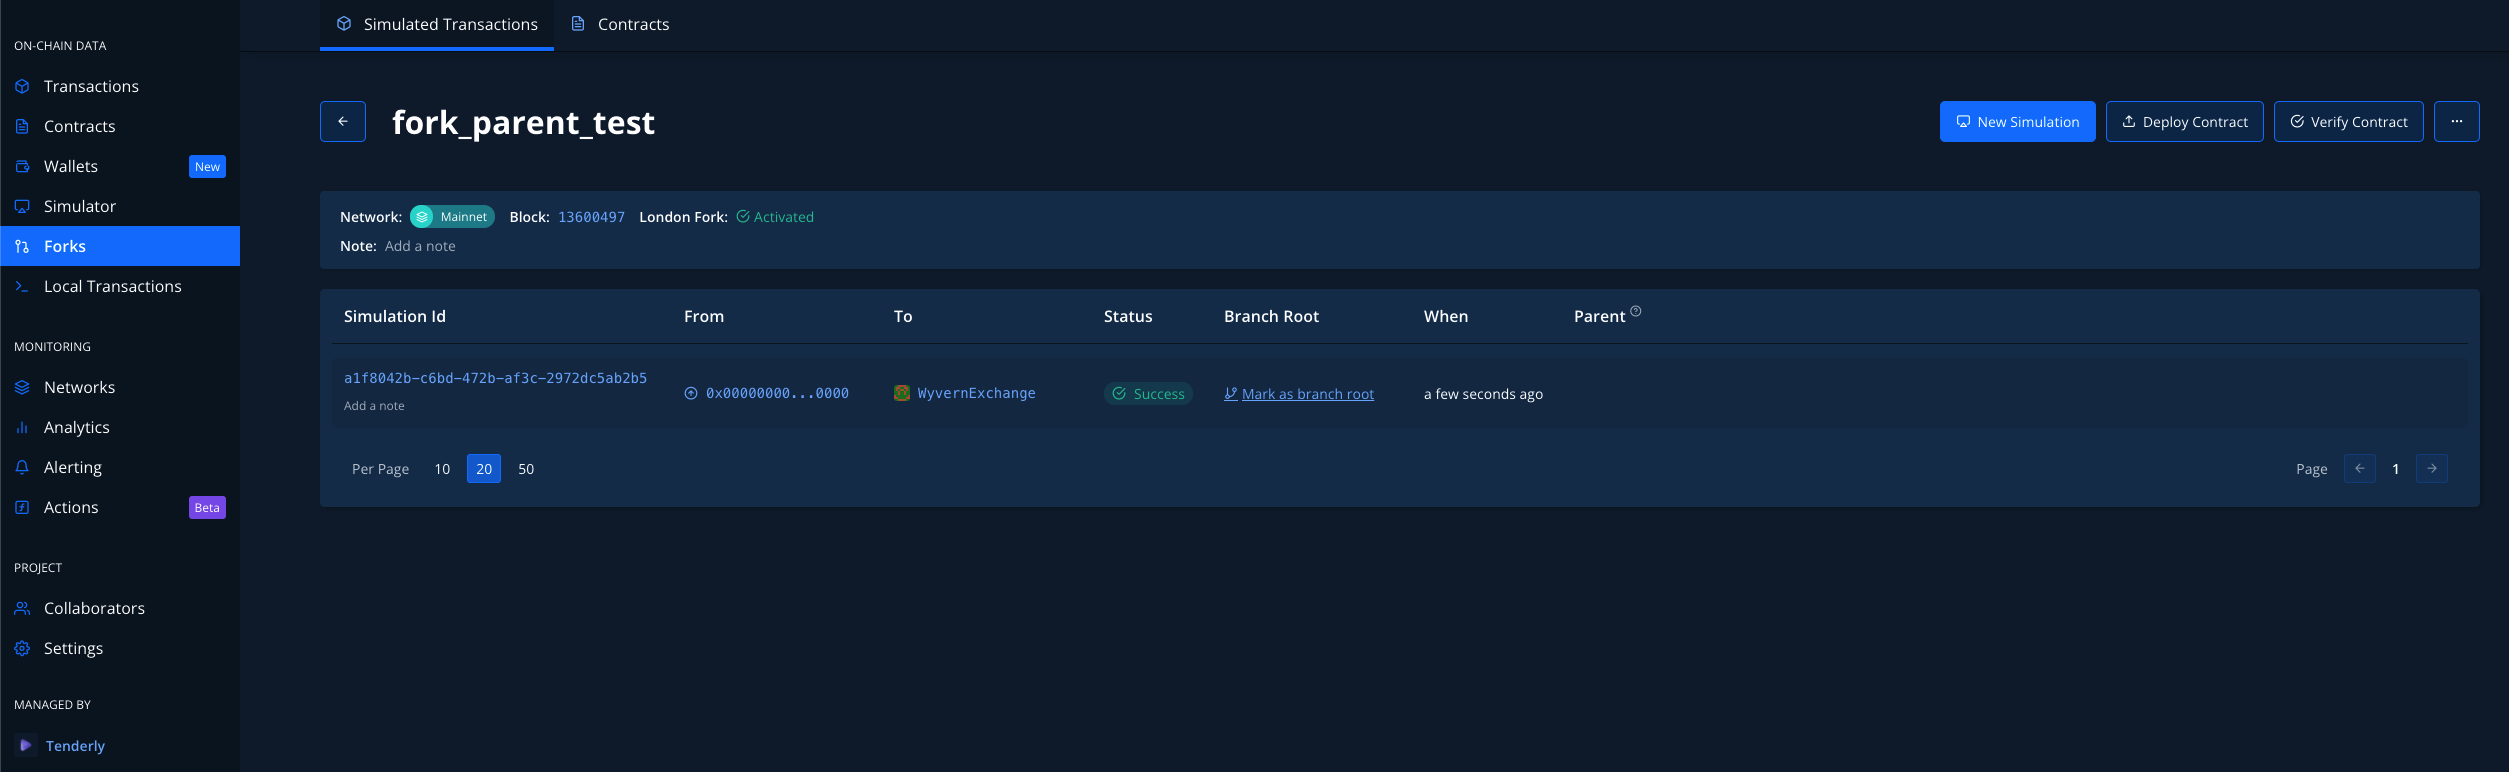 Simulated Transactions Contracts
ON-CHAIN DATA
Transactions
Contracts
Wallets New
Simulator
Forks
Local Transactions
MONITORING
Networks
Analytics
Alerting
Actions Beta
PROJECT
Collaborators
Settings
MANAGED BY
Tenderly
fork_parent_test
New Simulation Deploy Contract Verify Contract ...
Network: Mainnet Block: 13600497 London Fork: Activated
Note: Add a note
Simulation Id From To Status Branch Root When Parent ?
a1f8042b-c6bd-472b-af3c-2972dc5ab2b5 0x00000000...0000 WyvernExchange Success Mark as branch root a few seconds ago
Add a note
Per Page 10 20 50 Page 1